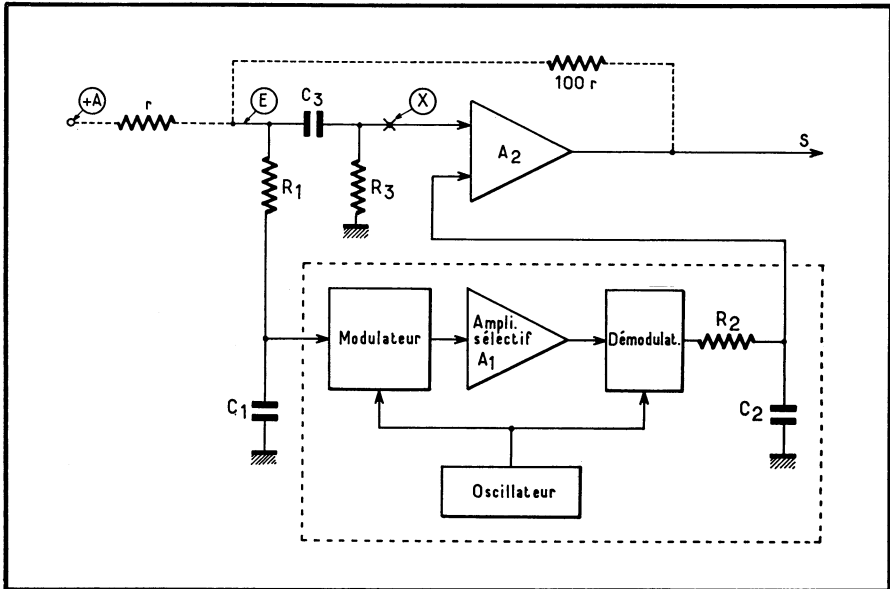 100 r
+A
r
E
C3
X
A2
S
R1
R3
Modulateur
Ampli.
sélectif
A1
Démodulat.
R2
C1
C2
Oscillateur